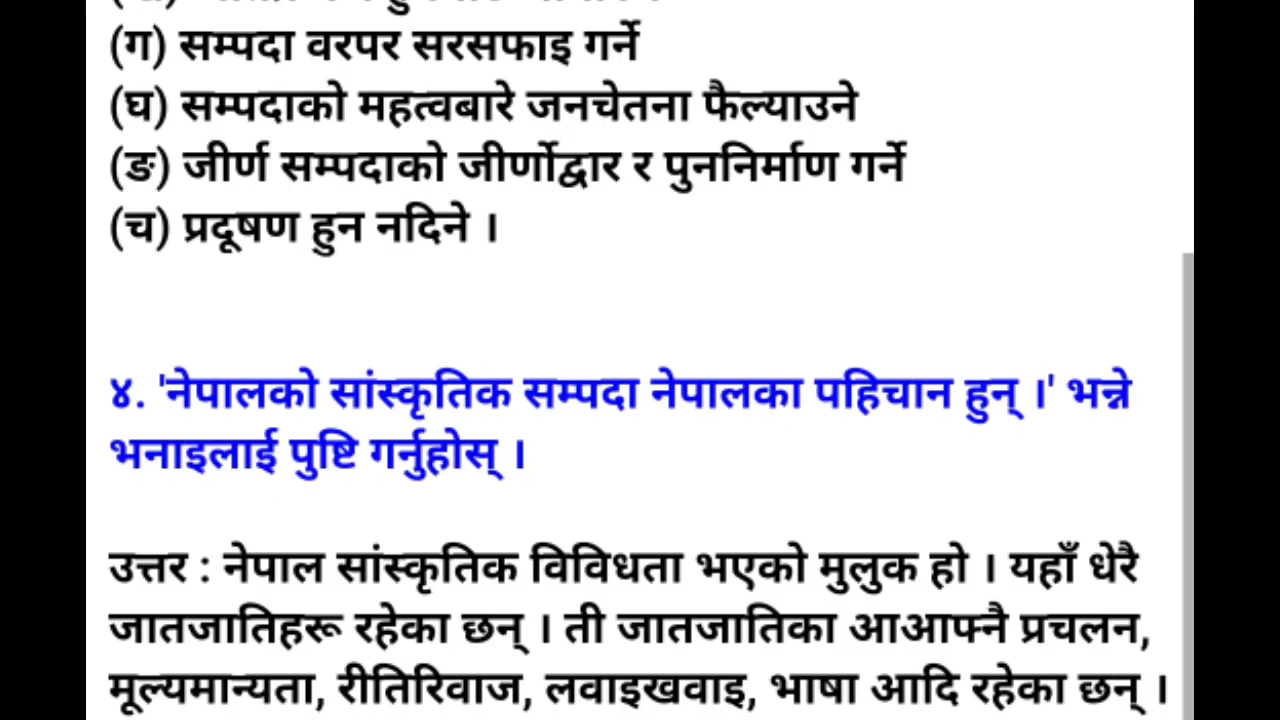 (ग) सम्पदा वरपर सरसफाइ गर्ने
(घ) सम्पदाको महत्वबारे जनचेतना फैल्याउने
(ङ) जीर्ण सम्पदाको जीर्णोद्वार र पुननिर्माण गर्ने
(च) प्रदूषण हुन नदिने ।
४. 'नेपालको सांस्कृतिक सम्पदा नेपालका पहिचान हुन् ।' भन्ने
भनाइलाई पुष्टि गर्नुहोस् ।
उत्तर : नेपाल सांस्कृतिक विविधता भएको मुलुक हो । यहाँ धेरै
जातजातिहरू रहेका छन् । ती जातजातिका आआफ्नै प्रचलन,
मूल्यमान्यता, रीतिरिवाज, लवाइखवाइ, भाषा आदि रहेका छन् ।